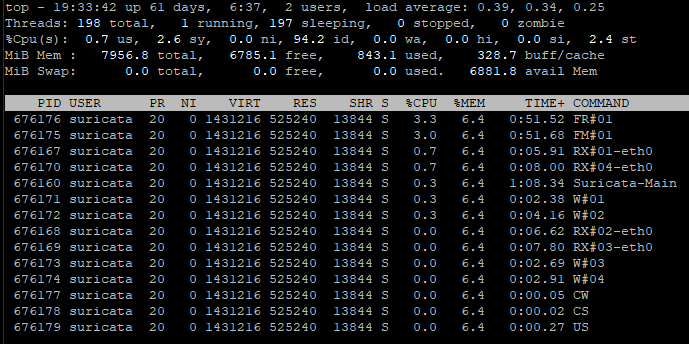 top - 19:33:42 up 61 days,  6:37,  2 users,  load average: 0.39, 0.34, 0.25
Threads: 198 total,   1 running, 197 sleeping,   0 stopped,   0 zombie
%Cpu(s):  0.7 us,  2.6 sy,  0.0 ni, 94.2 id,  0.0 wa,  0.0 hi,  0.0 si,  2.4 st
MiB Mem :   7956.8 total,   6785.1 free,    843.1 used,    328.7 buff/cache
MiB Swap:      0.0 total,      0.0 free,      0.0 used.   6881.8 avail Mem
PID USER      PR  NI    VIRT    RES    SHR S  %CPU  %MEM     TIME+ COMMAND
676176 suricata  20   0 1431216 525240  13844 S   3.3   6.4   0:51.52 FR#01
676175 suricata  20   0 1431216 525240  13844 S   3.0   6.4   0:51.68 FM#01
676167 suricata  20   0 1431216 525240  13844 S   0.7   6.4   0:05.91 RX#01-eth0
676170 suricata  20   0 1431216 525240  13844 S   0.7   6.4   0:08.00 RX#04-eth0
676160 suricata  20   0 1431216 525240  13844 S   0.3   6.4   1:08.34 Suricata-Main
676171 suricata  20   0 1431216 525240  13844 S   0.3   6.4   0:02.38 W#01
676172 suricata  20   0 1431216 525240  13844 S   0.3   6.4   0:04.16 W#02
676168 suricata  20   0 1431216 525240  13844 S   0.0   6.4   0:06.62 RX#02-eth0
676169 suricata  20   0 1431216 525240  13844 S   0.0   6.4   0:07.80 RX#03-eth0
676173 suricata  20   0 1431216 525240  13844 S   0.0   6.4   0:02.69 W#03
676174 suricata  20   0 1431216 525240  13844 S   0.0   6.4   0:02.91 W#04
676177 suricata  20   0 1431216 525240  13844 S   0.0   6.4   0:00.05 CW
676178 suricata  20   0 1431216 525240  13844 S   0.0   6.4   0:00.02 CS
676179 suricata  20   0 1431216 525240  13844 S   0.0   6.4   0:00.27 US